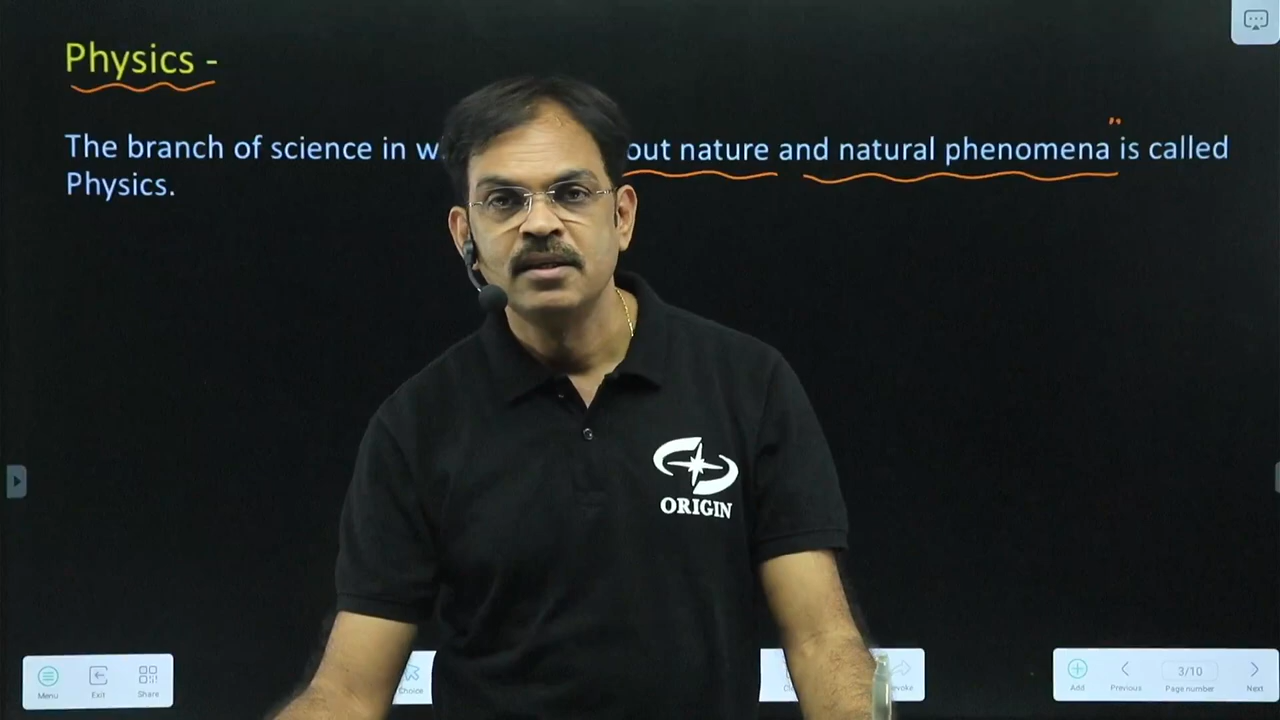 Physics -
The branch of science in w out nature and natural phenomena is called
Physics.
ORIGIN
Menu Exit Share
Choice
evoke
Add Previous 3/10 Page number Next